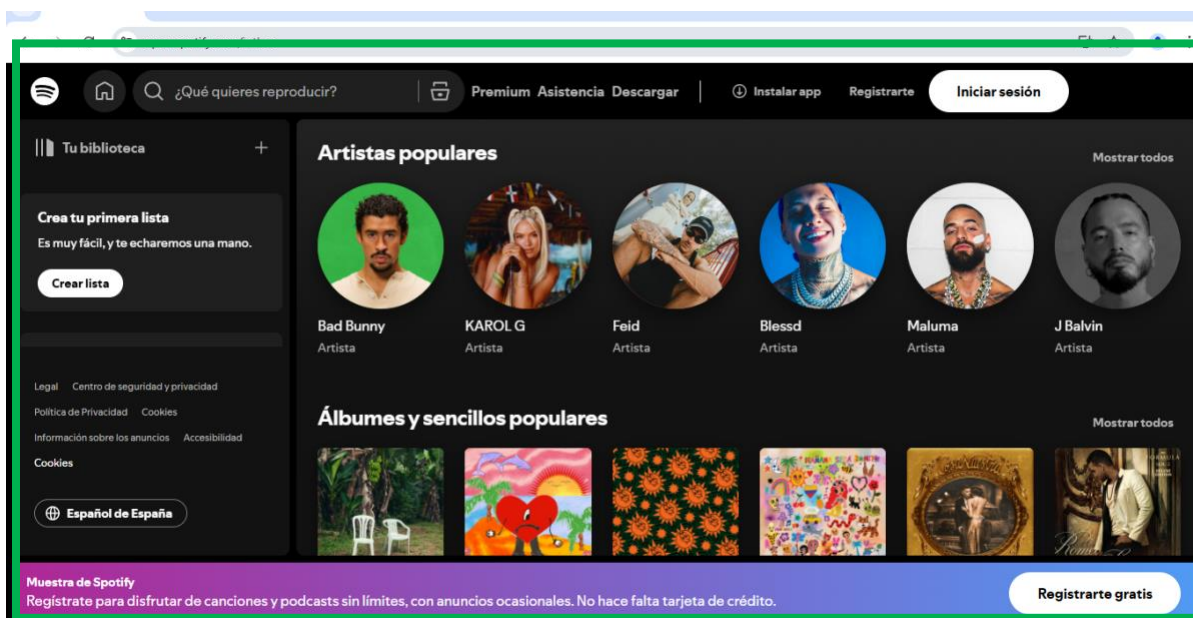 ¿Qué quieres reproducir?
Premium Asistencia Descargar
Instalar app
Registrarte
Iniciar sesión
Tu biblioteca
Crea tu primera lista
Es muy fácil, y te echaremos una mano.
Crear lista
Legal Centro de seguridad y privacidad
Política de Privacidad Cookies
Información sobre los anuncios Accesibilidad
Cookies
Español de España
Artistas populares
Mostrar todos
Bad Bunny
Artista
KAROL G
Artista
Feid
Artista
Blessd
Artista
Maluma
Artista
J Balvin
Artista
Álbumes y sencillos populares
Mostrar todos
Muestra de Spotify
Regístrate para disfrutar de canciones y podcasts sin límites, con anuncios ocasionales. No hace falta tarjeta de crédito.
Registrarte gratis